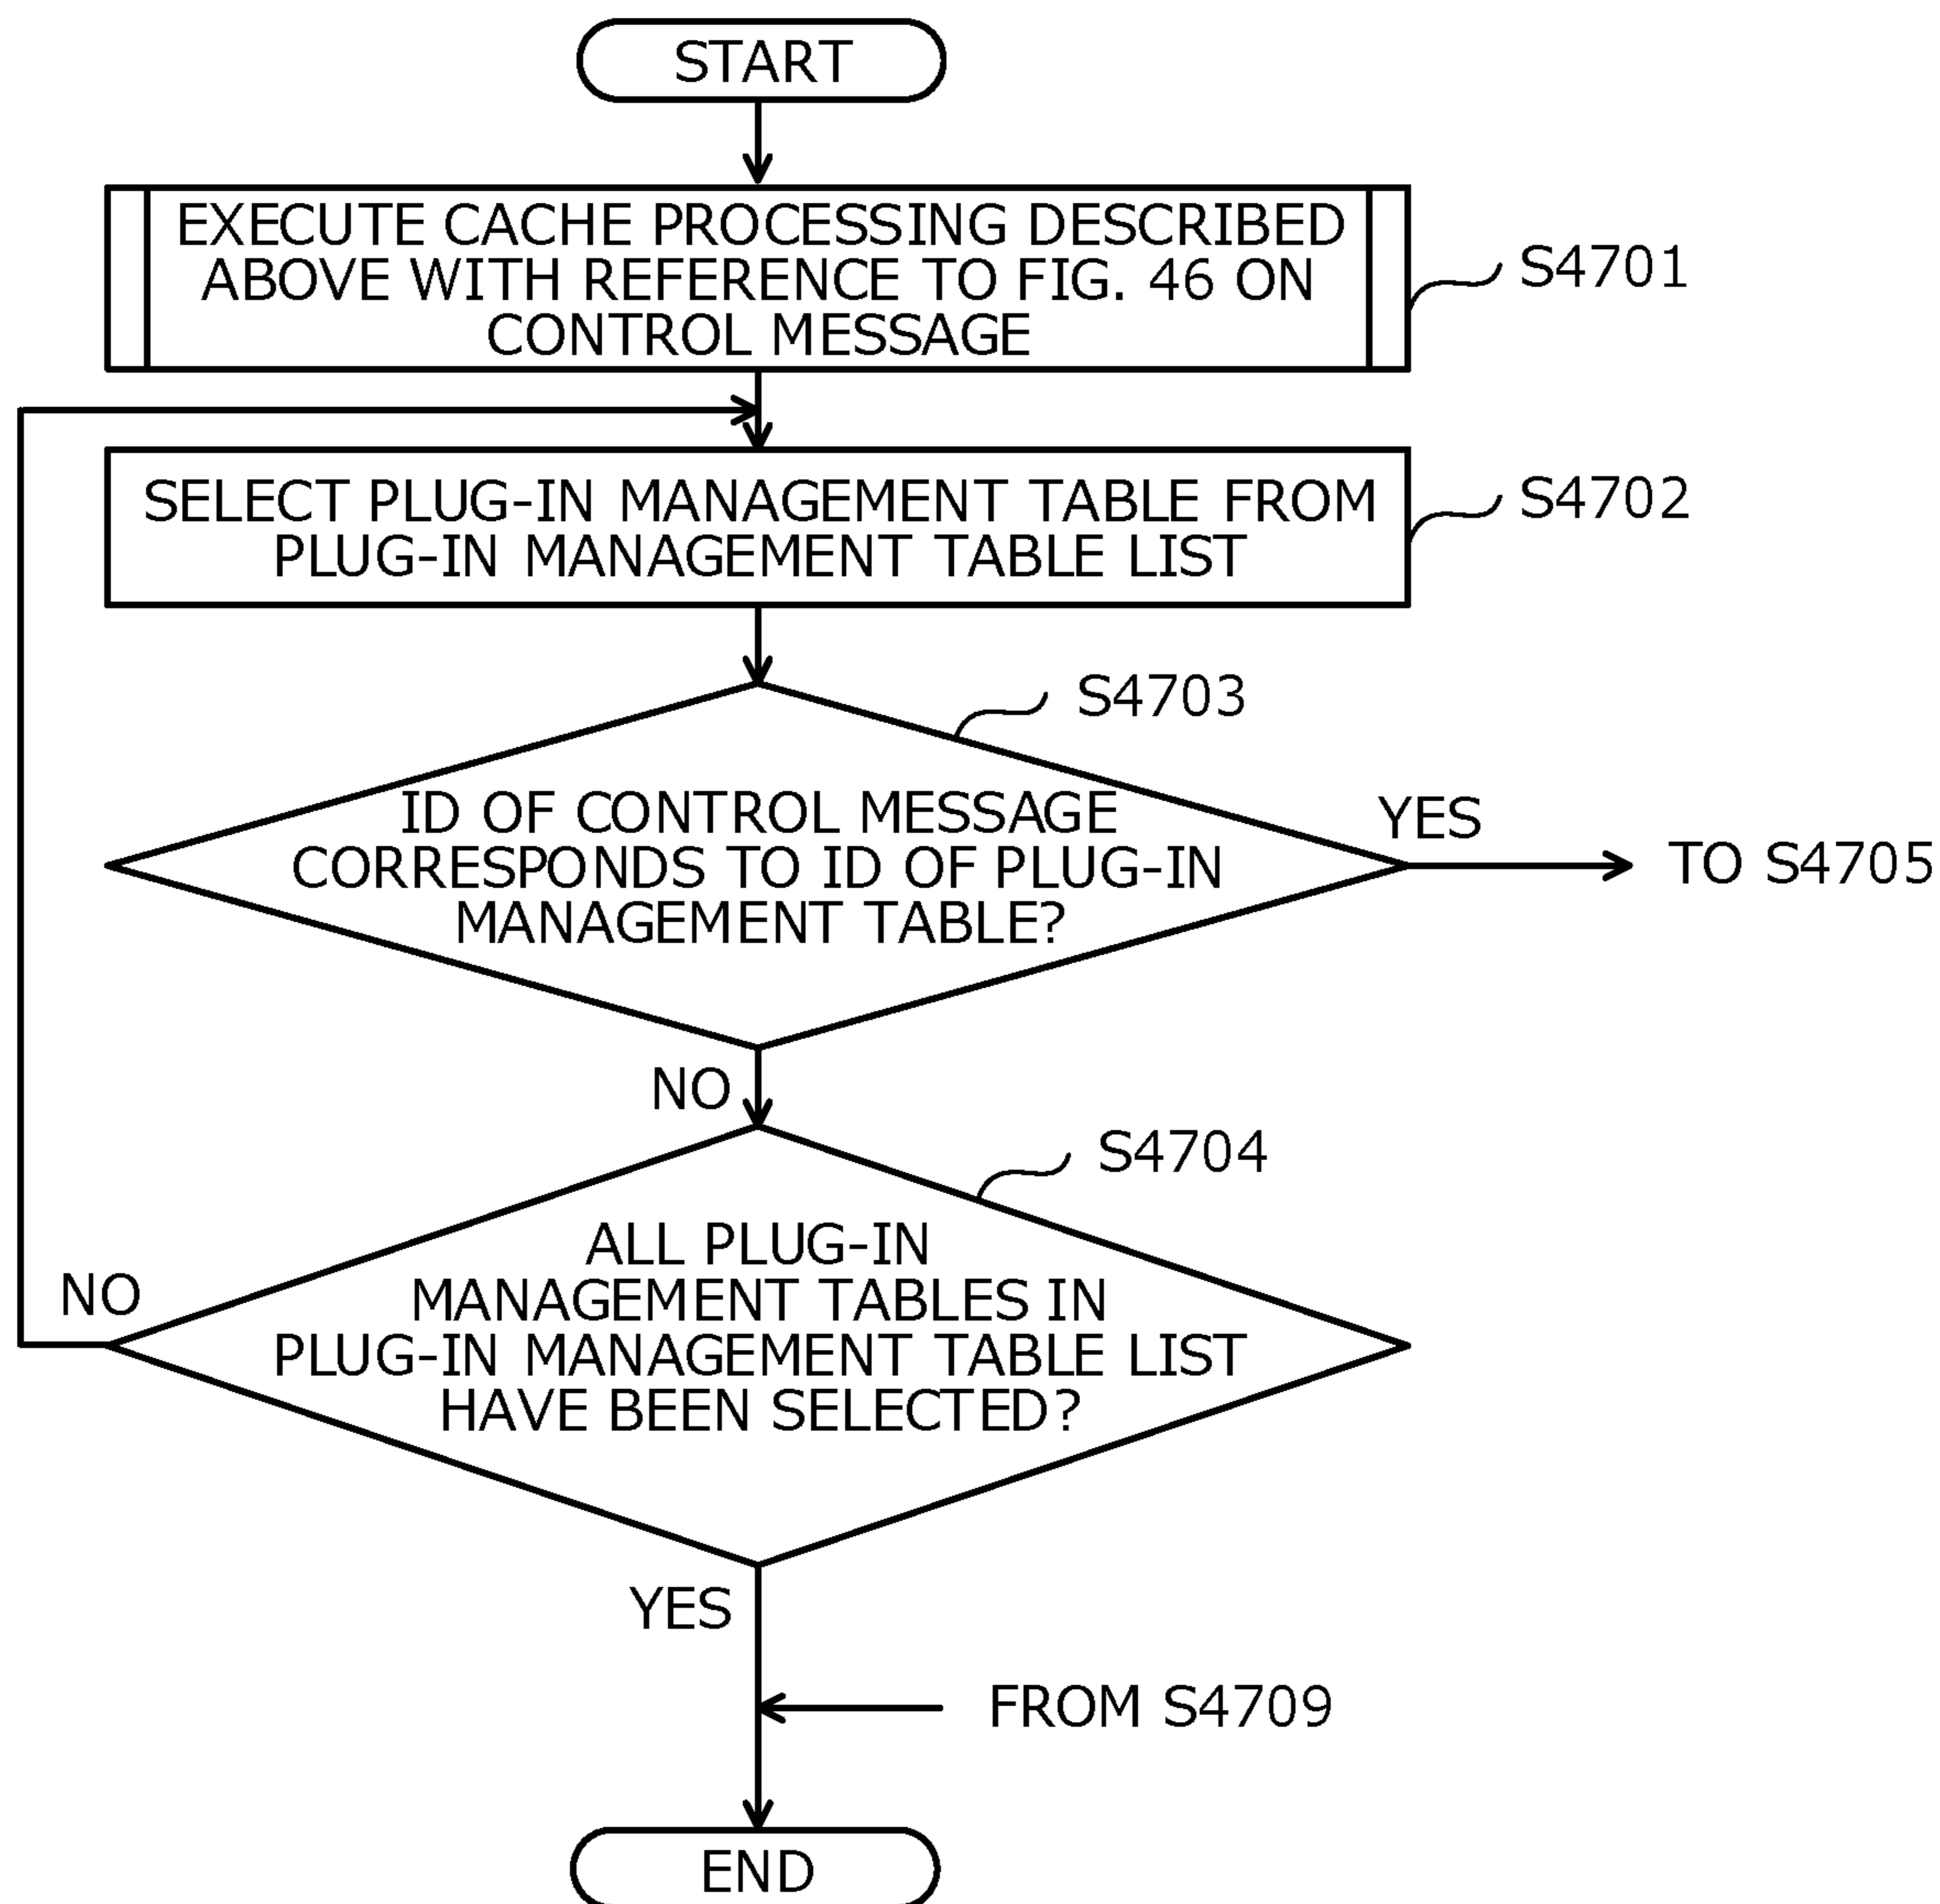 START
EXECUTE CACHE PROCESSING DESCRIBED
ABOVE WITH REFERENCE TO FIG. 46 ON
CONTROL MESSAGE
S4701
SELECT PLUG-IN MANAGEMENT TABLE FROM
PLUG-IN MANAGEMENT TABLE LIST
S4702
S4703
ID OF CONTROL MESSAGE
CORRESPONDS TO ID OF PLUG-IN
MANAGEMENT TABLE?
YES
TO S4705
NO
S4704
ALL PLUG-IN
MANAGEMENT TABLES IN
PLUG-IN MANAGEMENT TABLE LIST
HAVE BEEN SELECTED?
NO
YES
FROM S4709
END